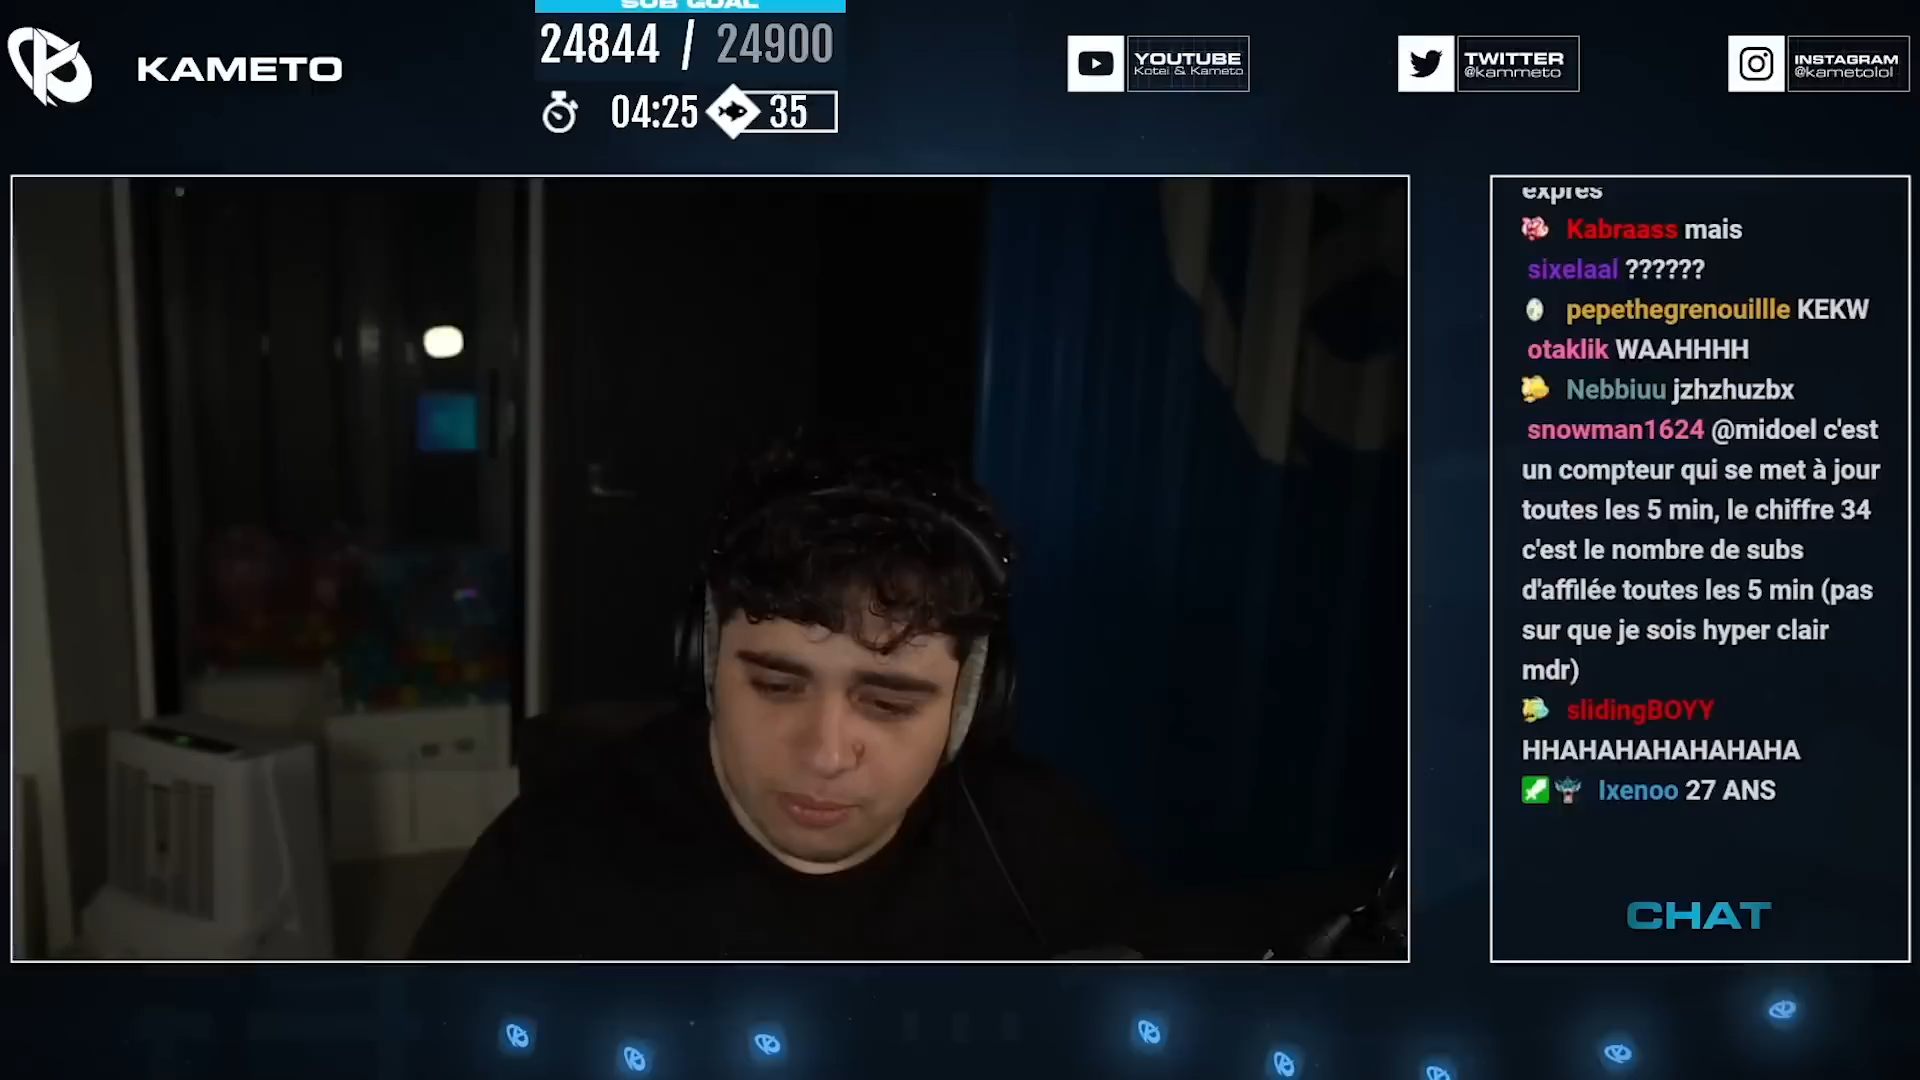 SUB GOAL
KAMETO
24844 / 24900
04:25
35
YOUTUBE
Kotei & Kameto
TWITTER
@kammeto
INSTAGRAM
@kametolol
exprès
Kabraass mais
sixelaal ??????
pepethegrenouillle KEKW
otaklik WAAHHHH
Nebbiuu jzhzhuzbx
snowman1624 @midoel c'est
un compteur qui se met à jour
toutes les 5 min, le chiffre 34
c'est le nombre de subs
d'affilée toutes les 5 min (pas
sur que je sois hyper clair
mdr)
slidingBOYY
HHAHAHAHAHAHAHA
Ixenoo 27 ANS
CHAT